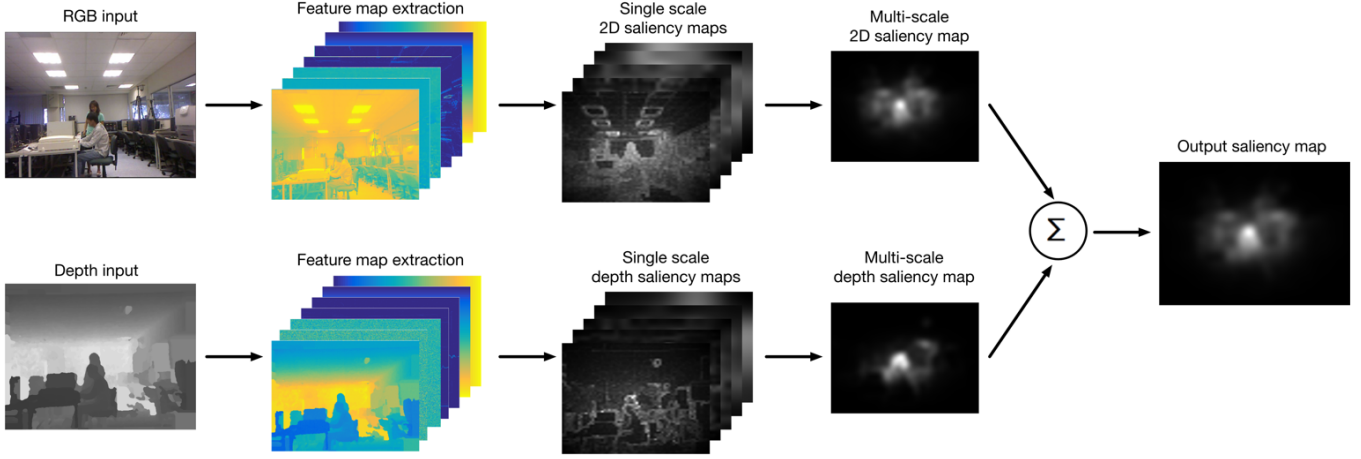 RGB input
Feature map extraction
Single scale
2D saliency maps
Multi-scale
2D saliency map
Output saliency map
Σ
Depth input
Feature map extraction
Single scale
depth saliency maps
Multi-scale
depth saliency map